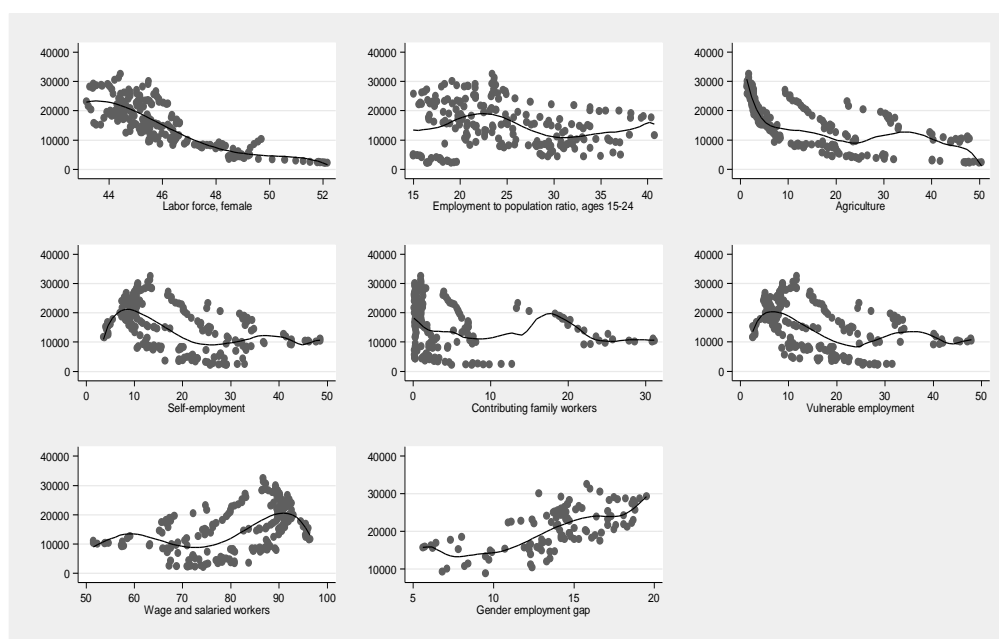 40000
30000
20000
10000
0
44 46 48 50 52
Labor force, female
40000
30000
20000
10000
0
15 20 25 30 35 40
Employment to population ratio, ages 15-24
40000
30000
20000
10000
0
0 10 20 30 40 50
Agriculture
40000
30000
20000
10000
0
0 10 20 30 40 50
Self-employment
40000
30000
20000
10000
0
0 10 20 30
Contributing family workers
40000
30000
20000
10000
0
0 10 20 30 40 50
Vulnerable employment
40000
30000
20000
10000
0
50 60 70 80 90 100
Wage and salaried workers
40000
30000
20000
10000
5 10 15 20
Gender employment gap